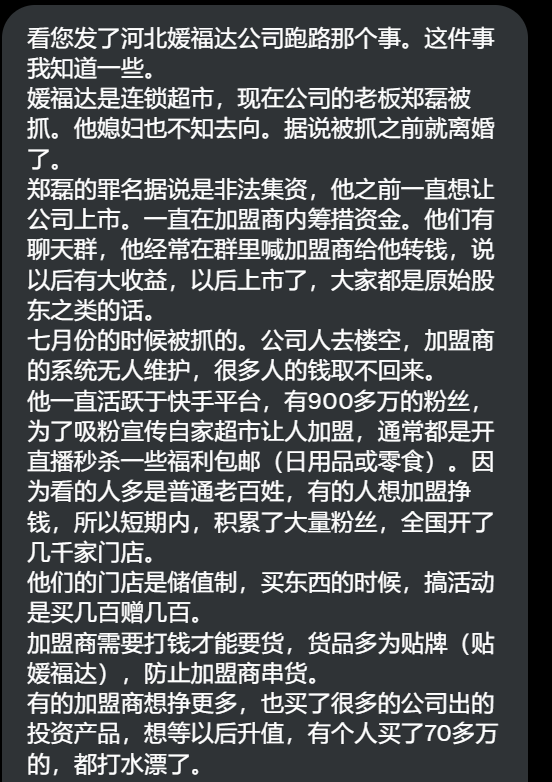 看您发了河北媛福达公司跑路那个事。这件事
我知道一些。
媛福达是连锁超市，现在公司的老板郑磊被
抓。他媳妇也不知去向。据说被抓之前就离婚
了。
郑磊的罪名据说是非法集资，他之前一直想让
公司上市。一直在加盟商内筹措资金。他们有
聊天群，他经常在群里喊加盟商给他转钱，说
以后有大收益，以后上市了，大家都是原始股
东之类的话。
七月份的时候被抓的。公司人去楼空，加盟商
的系统无人维护，很多人的钱取不回来。
他一直活跃于快手平台，有900多万的粉丝，
为了吸粉宣传自家超市让人加盟，通常都是开
直播秒杀一些福利包邮（日用品或零食）。因
为看的人多是普通老百姓，有的人想加盟挣
钱，所以短期内，积累了大量粉丝，全国开了
几千家门店。
他们的门店是储值制，买东西的时候，搞活动
是买几百赠几百。
加盟商需要打钱才能要货，货品多为贴牌（贴
媛福达），防止加盟商串货。
有的加盟商想挣更多，也买了很多的公司出的
投资产品，想等以后升值，有个人买了70多万
的，都打水漂了。